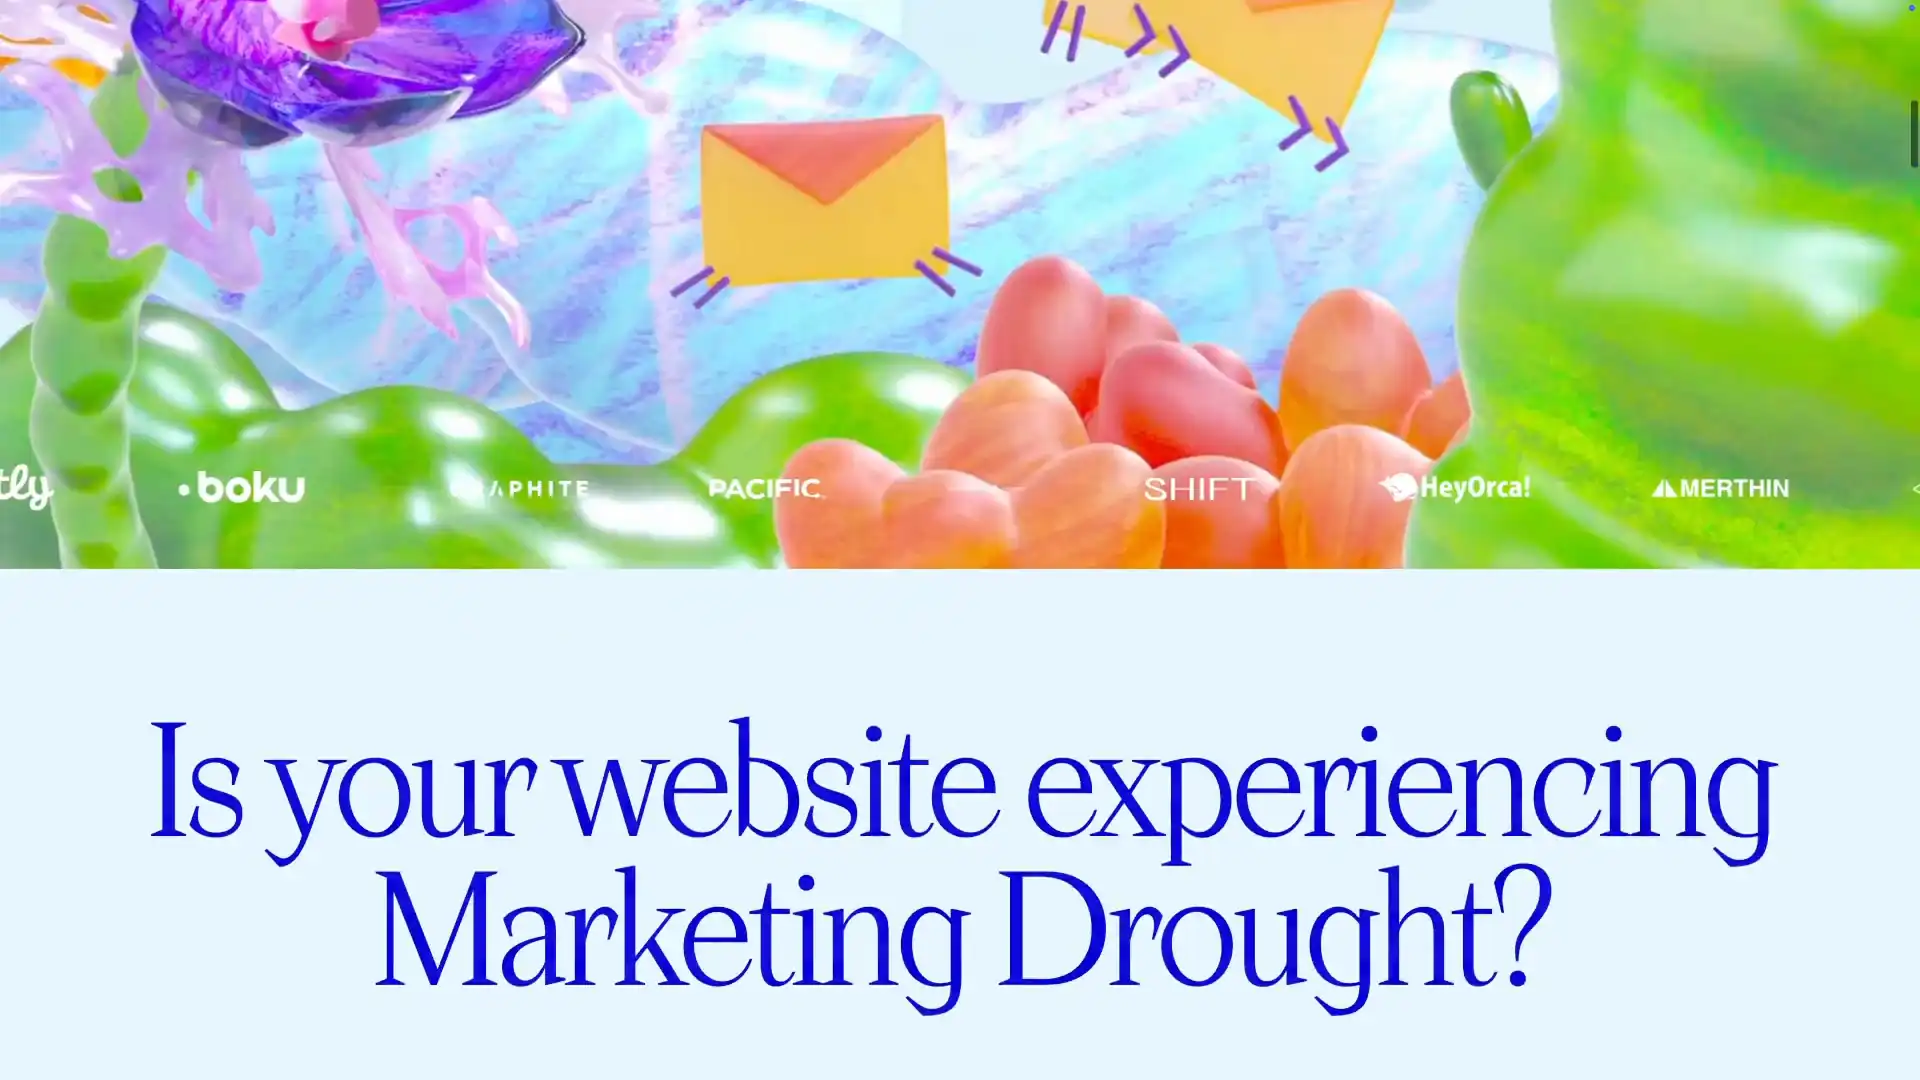 boku
PACIFIC
SHIFT
HeyOrca!
MERTHIN
Is your website experiencing
Marketing Drought?